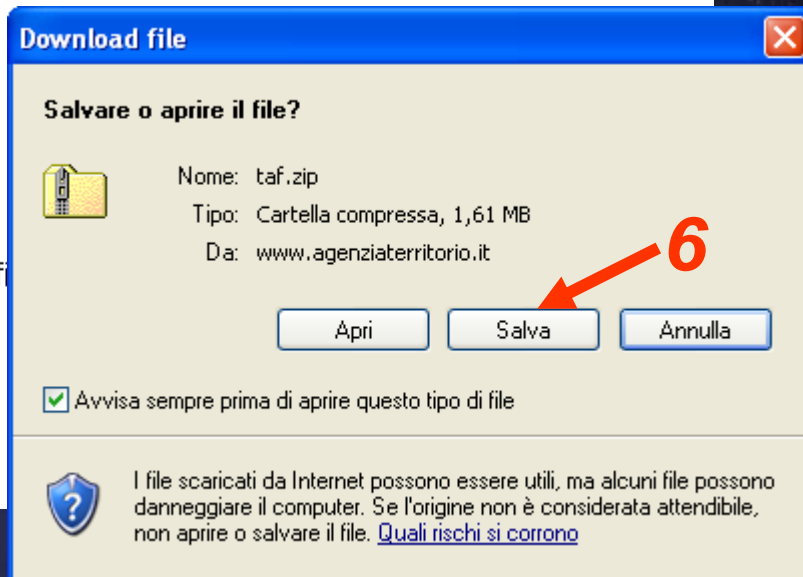 Download file
Salvare o aprire il file?
Nome: taf.zip
Tipo: Cartella compressa, 1,61 MB
Da: www.agenziaterritorio.it
6
Apri Salva Annulla
Avvisa sempre prima di aprire questo tipo di file
I file scaricati da Internet possono essere utili, ma alcuni file possono
danneggiare il computer. Se l'origine non è considerata attendibile,
non aprire o salvare il file. Quali rischi si corrono